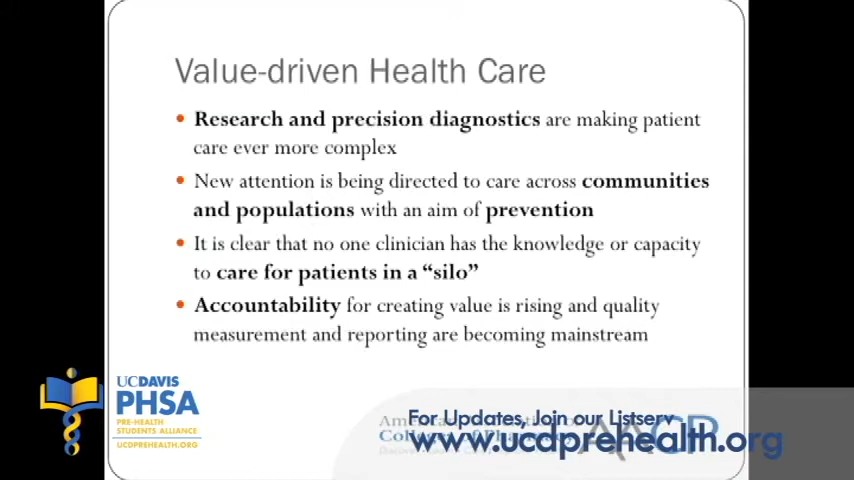 Value-driven Health Care
• Research and precision diagnostics are making patient
care ever more complex
• New attention is being directed to care across communities
and populations with an aim of prevention
• It is clear that no one clinician has the knowledge or capacity
to care for patients in a “silo”
• Accountability for creating value is rising and quality
measurement and reporting are becoming mainstream
UCDAVIS
PHSA
PRE-HEALTH
STUDENTS ALLIANCE
UCDPREHEALTH.ORG
For Updates, Join our Listserv
www.ucdprehealth.org